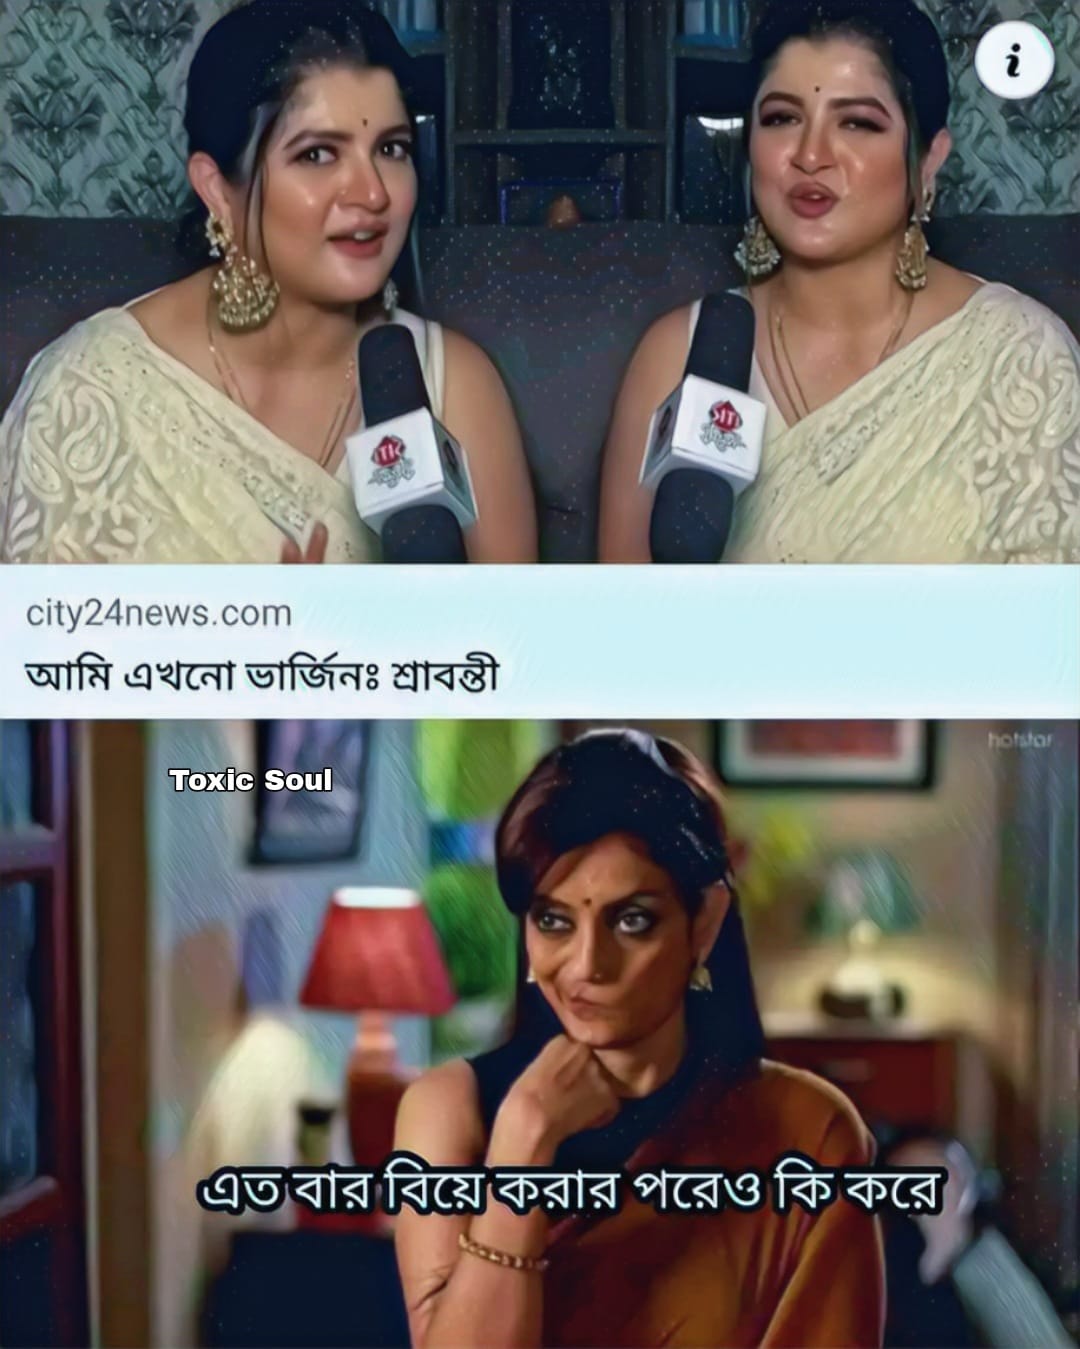 i
city24news.com
আমি এখনো ভার্জিনঃ শ্রাবন্তী
hotstar
Toxic Soul
এত বার বিয়ে করার পরেও কি করে